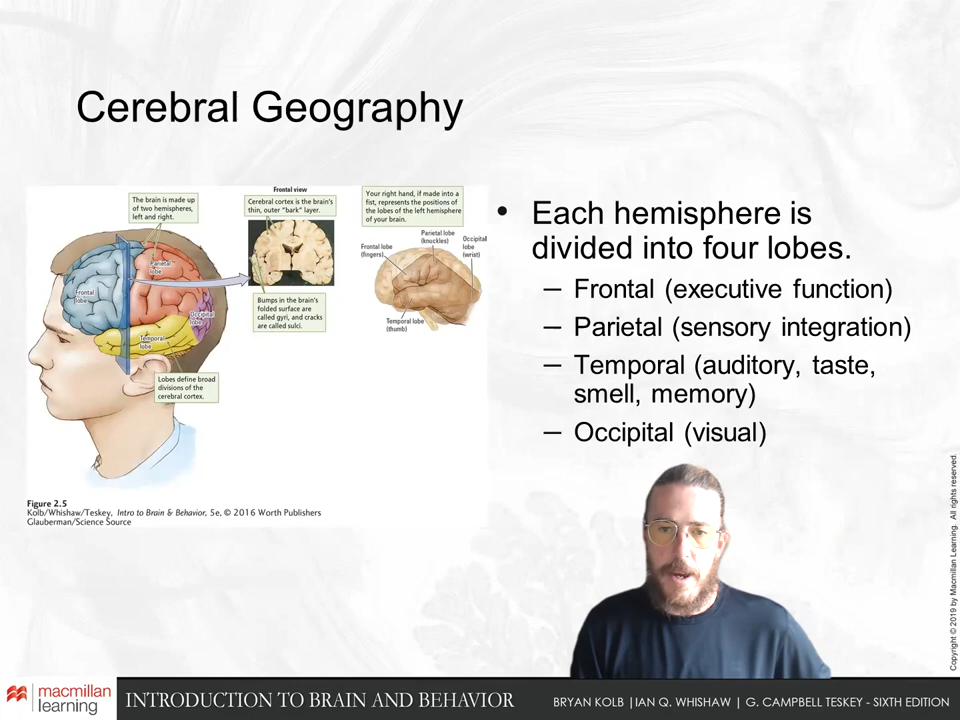 Cerebral Geography
The brain is made up
of two hemispheres,
left and right.
Frontal view
Cerebral cortex is the brain's
thin, outer "bark" layer.
Your right hand, if made into a
fist, represents the positions of
the lobes of the left hemisphere
of your brain.
Parietal lobe
(knuckles)
Occipital
lobe
(wrist)
Frontal lobe
(fingers)
Temporal lobe
(thumb)
Parietal
lobe
Frontal
lobe
Occipital
lobe
Temporal
lobe
Bumps in the brain's
folded surface are
called gyri, and cracks
are called sulci.
Lobes define broad
divisions of the
cerebral cortex.
Figure 2.5
Kolb/Whishaw/Teskey, Intro to Brain & Behavior, 5e, © 2016 Worth Publishers
Glauberman/Science Source
• Each hemisphere is
divided into four lobes.
– Frontal (executive function)
– Parietal (sensory integration)
– Temporal (auditory, taste,
smell, memory)
– Occipital (visual)
Copyright © 2019 by Macmillan Learning. All rights reserved.
macmillan
learning
INTRODUCTION TO BRAIN AND BEHAVIOR
BRYAN KOLB |IAN Q. WHISHAW | G. CAMPBELL TESKEY - SIXTH EDITION